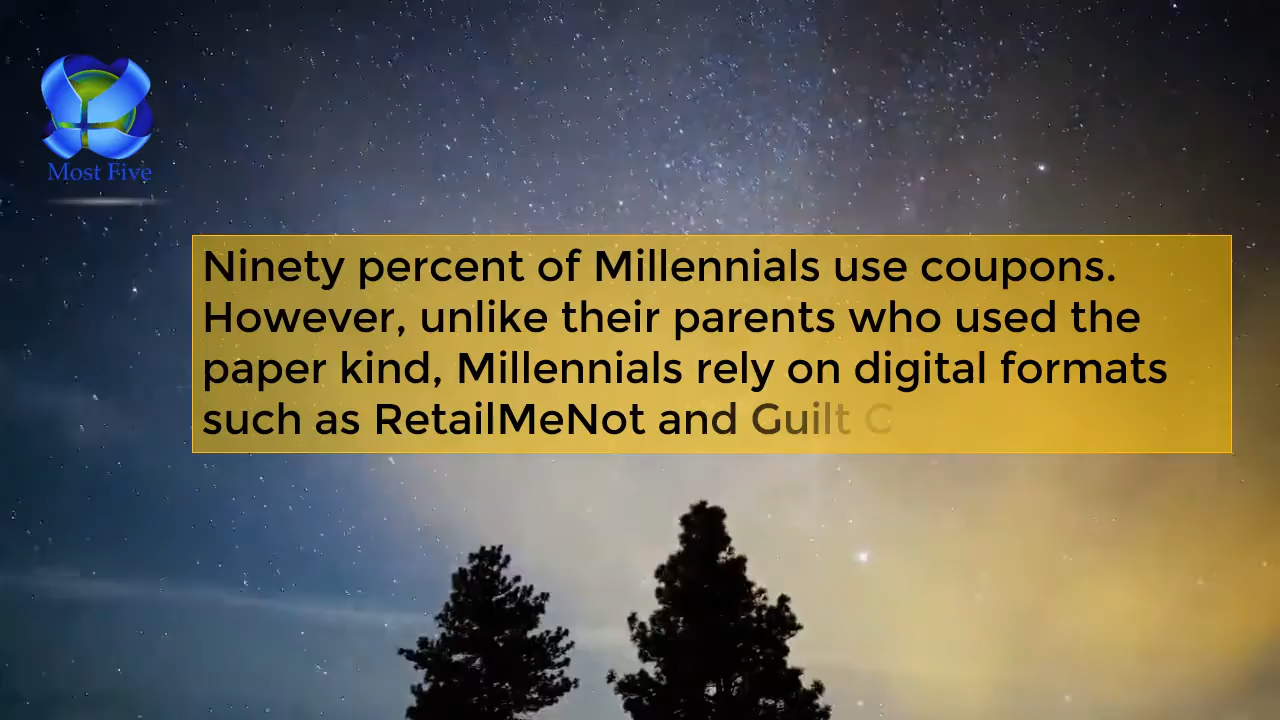 Most Five
Ninety percent of Millennials use coupons.
However, unlike their parents who used the
paper kind, Millennials rely on digital formats
such as RetailMeNot and Guilt C